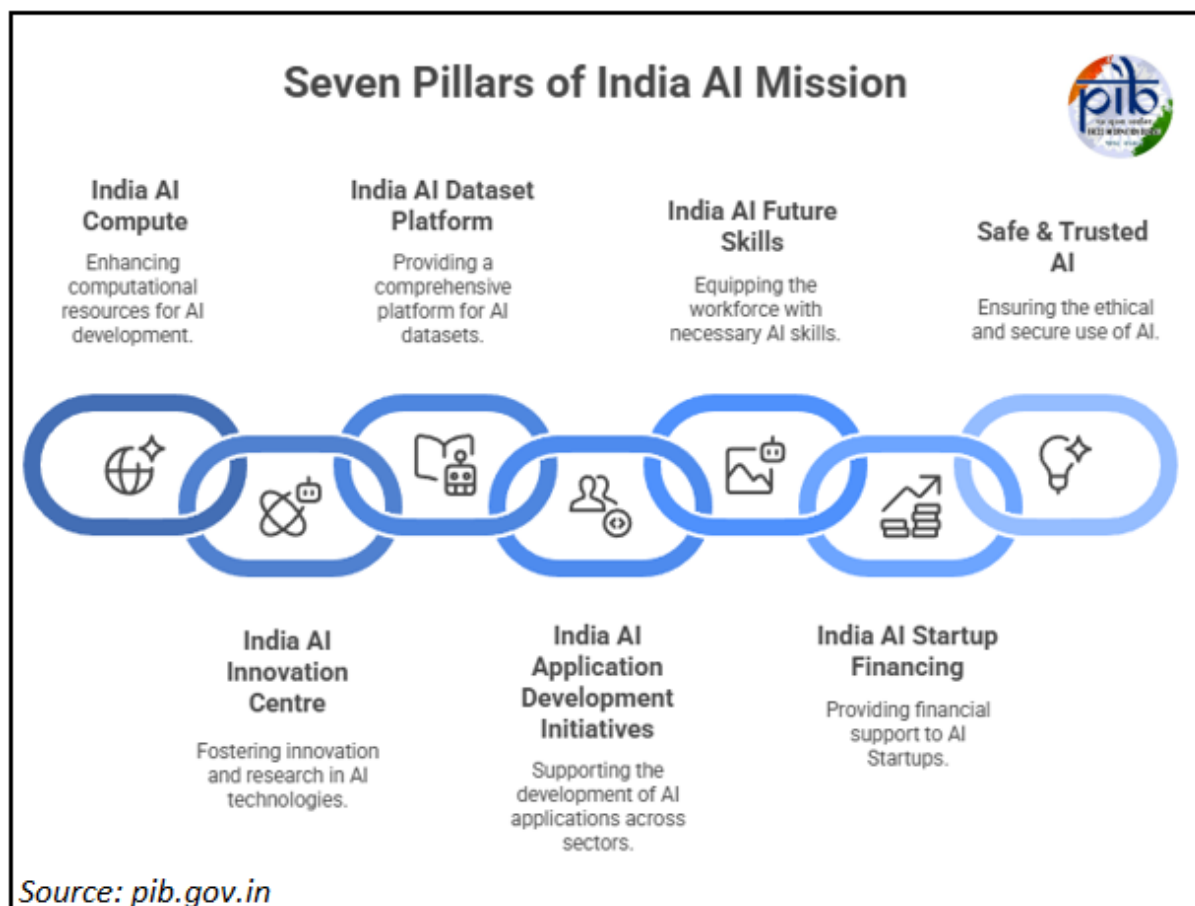 Seven Pillars of India AI Mission
pib
India AI
Compute
Enhancing
computational
resources for AI
development.
India AI Dataset
Platform
Providing a
comprehensive
platform for AI
datasets.
India AI Future
Skills
Equipping the
workforce with
necessary AI skills.
Safe & Trusted
AI
Ensuring the ethical
and secure use of AI.
India AI
Innovation
Centre
Fostering innovation
and research in AI
technologies.
India AI
Application
Development
Initiatives
Supporting the
development of AI
applications across
sectors.
India AI Startup
Financing
Providing financial
support to AI
Startups.
Source: pib.gov.in